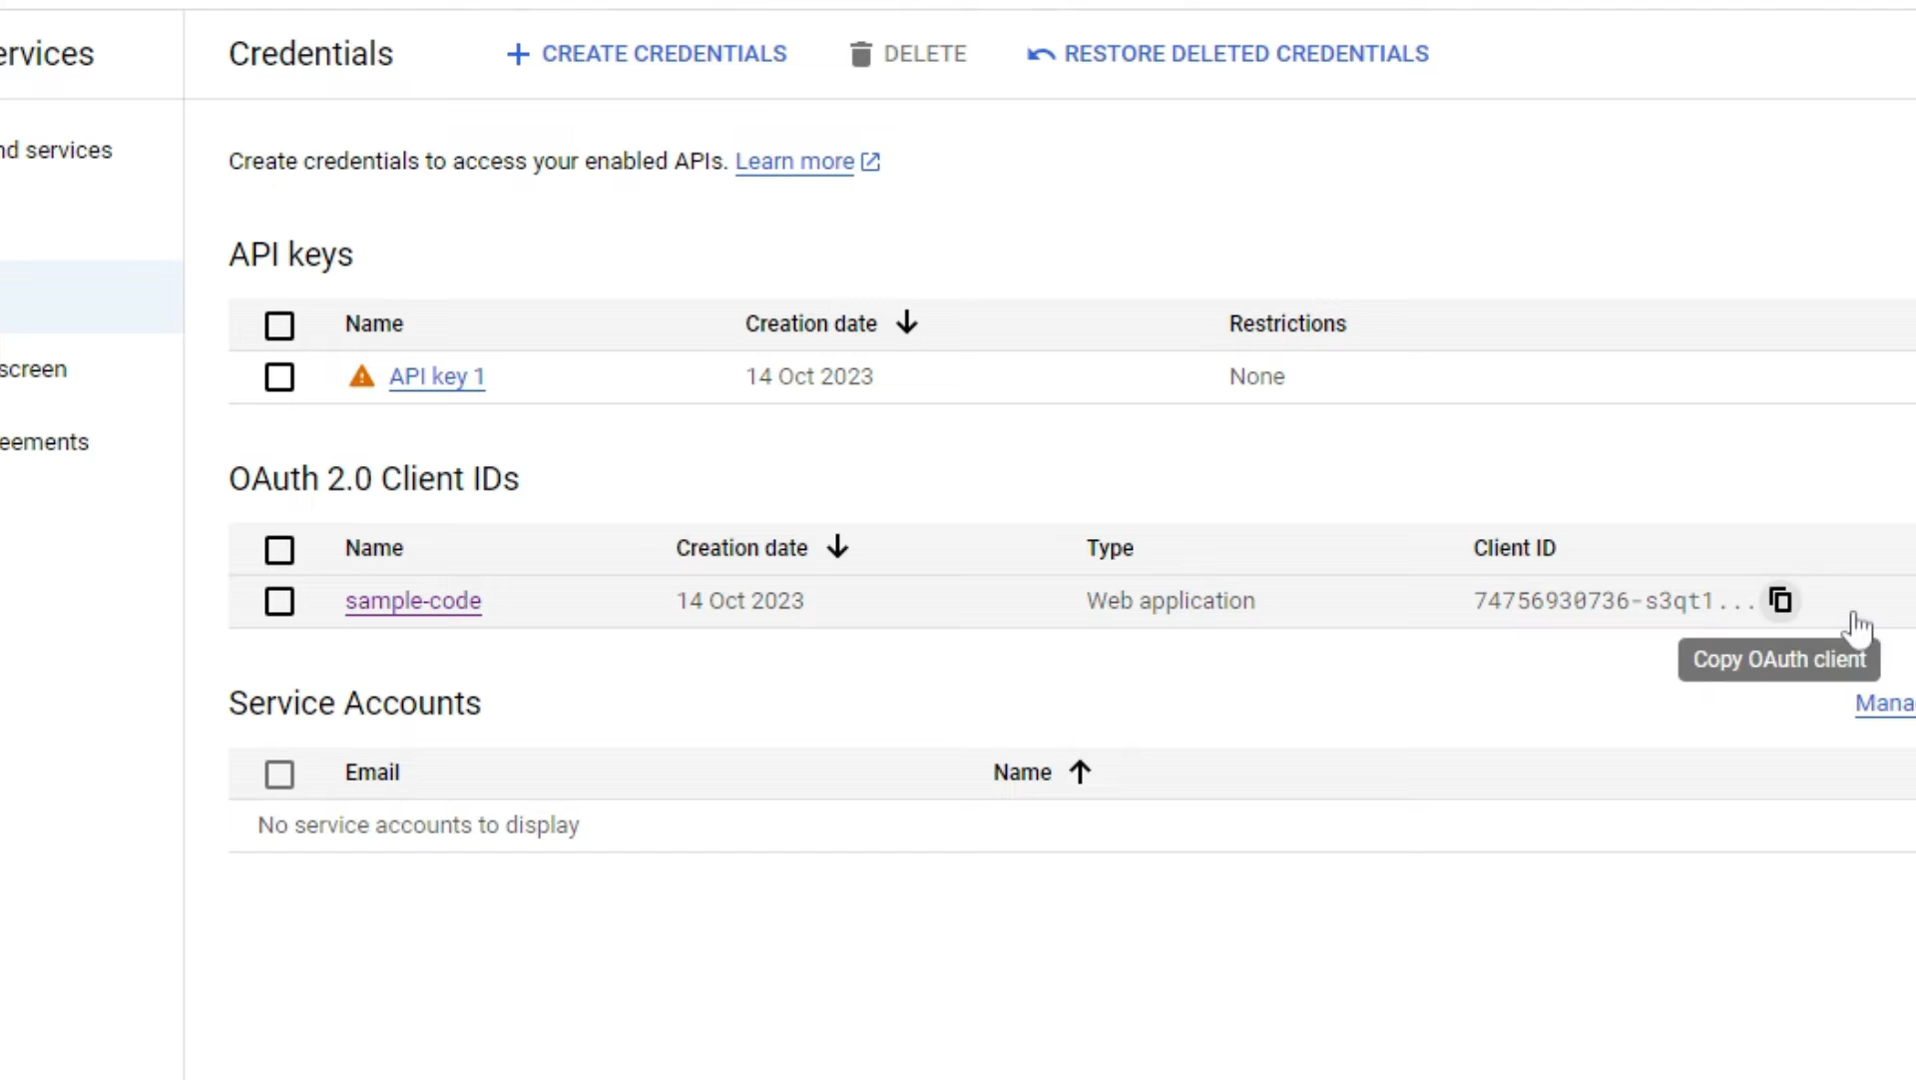 ervices
Credentials
CREATE CREDENTIALS
DELETE
RESTORE DELETED CREDENTIALS
nd services
screen
eements
Create credentials to access your enabled APIs. Learn more
API keys
Name Creation date Restrictions
API key 1 14 Oct 2023 None
OAuth 2.0 Client IDs
Name Creation date Type Client ID
sample-code 14 Oct 2023 Web application 74756930736-s3qt1...
Copy OAuth client
Service Accounts
Mana
Email Name
No service accounts to display